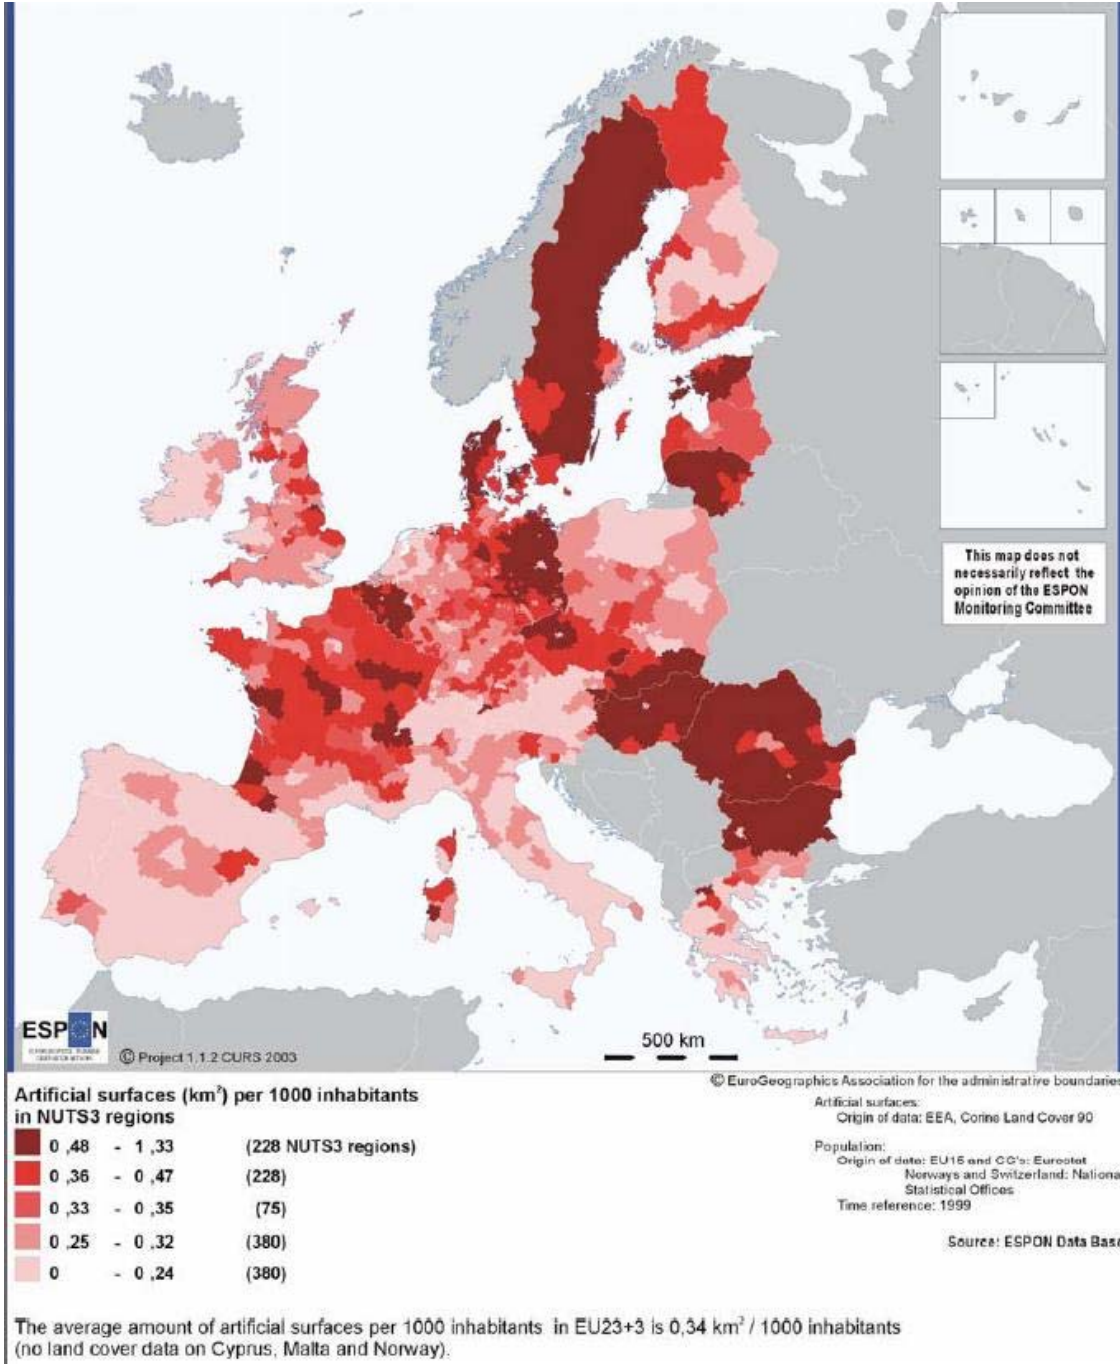 This map does not
necessarily reflect the
opinion of the ESPON
Monitoring Committee
ESPON
© Project 1.1.2 CURS 2003
500 km
© EuroGeographics Association for the administrative boundaries
Artificial surfaces (km²) per 1000 inhabitants
in NUTS3 regions
0 ,48 - 1 ,33 (228 NUTS3 regions)
0 ,36 - 0 ,47 (228)
0 ,33 - 0 ,35 (75)
0 ,25 - 0 ,32 (380)
0 - 0 ,24 (380)
Artificial surfaces:
Origin of data: EEA, Corine Land Cover 90
Population:
Origin of data: EU15 and CC's: Eurostat
Norways and Switzerland: Nationa
Statistical Offices
Time reference: 1999
Source: ESPON Data Base
The average amount of artificial surfaces per 1000 inhabitants in EU23+3 is 0,34 km² / 1000 inhabitants
(no land cover data on Cyprus, Malta and Norway).